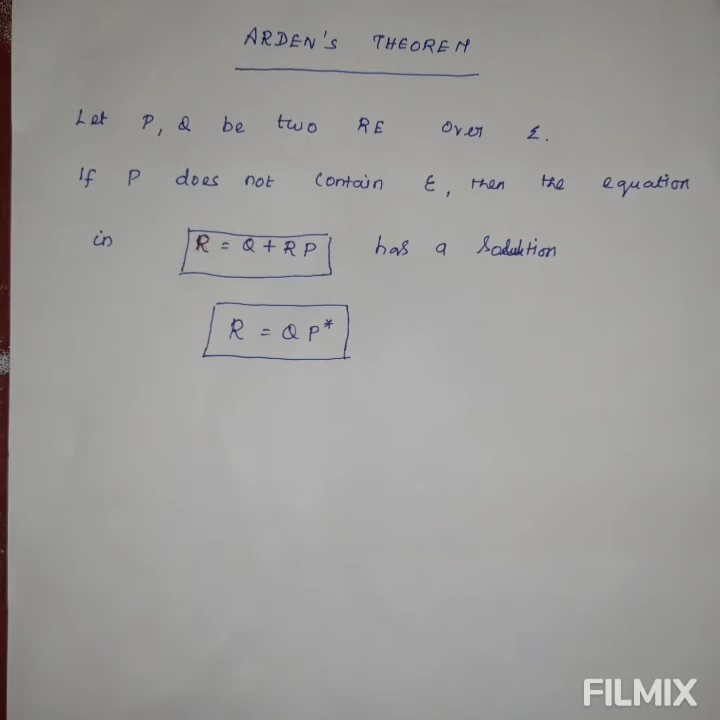 ARDEN's THEOREM
Let P, Q be two RE over Σ.
If P does not contain ε, then the equation
in R = Q + RP has a solution
R = QP*
FILMIX